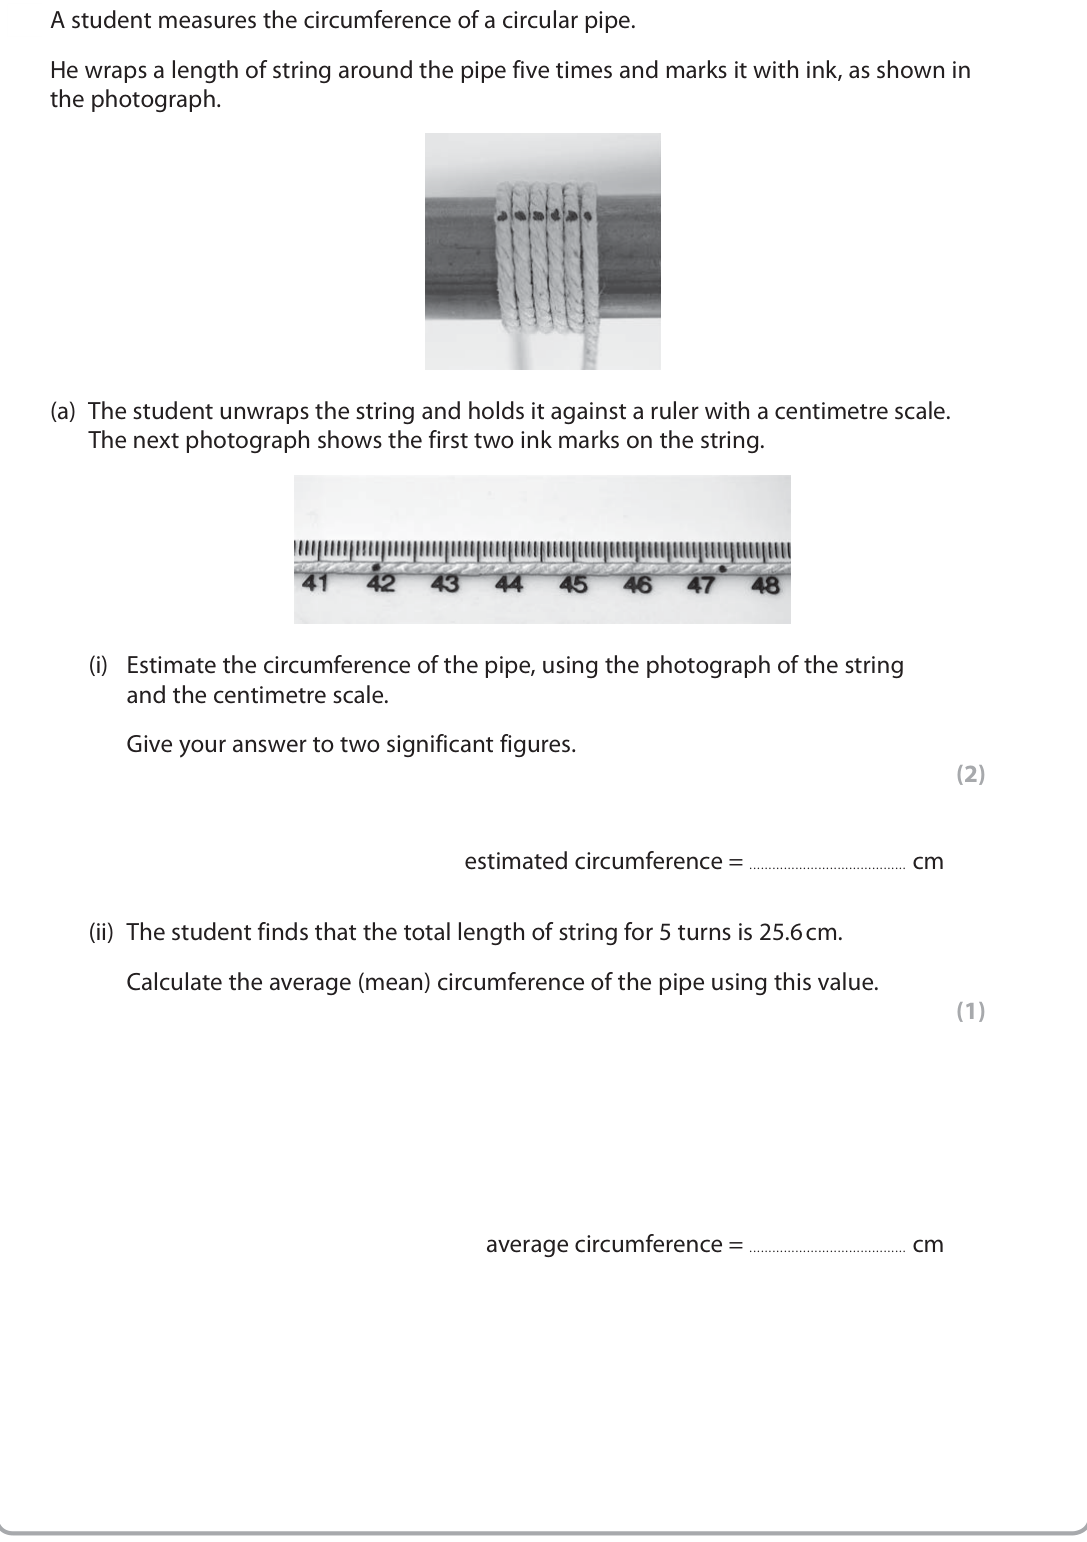 A student measures the circumference of a circular pipe.
He wraps a length of string around the pipe five times and marks it with ink, as shown in
the photograph.
(a) The student unwraps the string and holds it against a ruler with a centimetre scale.
The next photograph shows the first two ink marks on the string.
41 42 43 44 45 46 47 48
(i) Estimate the circumference of the pipe, using the photograph of the string
and the centimetre scale.
Give your answer to two significant figures.
(2)
estimated circumference = ........................................ cm
(ii) The student finds that the total length of string for 5 turns is 25.6 cm.
Calculate the average (mean) circumference of the pipe using this value.
(1)
average circumference = ........................................ cm